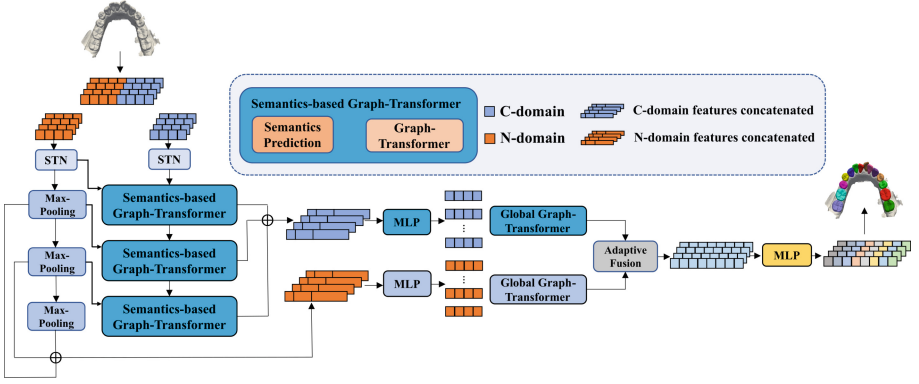 Semantics-based Graph-Transformer
Semantics
Prediction
Graph-
Transformer
C-domain
C-domain features concatenated
N-domain
N-domain features concatenated
STN
STN
Max-
Pooling
Semantics-based
Graph-Transformer
Max-
Pooling
Semantics-based
Graph-Transformer
Max-
Pooling
Semantics-based
Graph-Transformer
MLP
Global Graph-
Transformer
MLP
Global Graph-
Transformer
Adaptive
Fusion
MLP